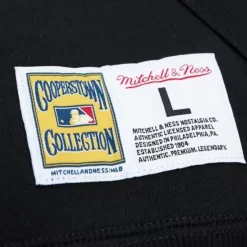 COOPERSTOWN
COLLECTION
MITCHELLANDNESS/MLB
Mitchell & Ness
L
MITCHELL & NESS NOSTALGIA CO.
AUTHENTIC LICENSED APPAREL
DESIGNED IN PHILADELPHIA, PA
ESTABLISHED 1904
AUTHENTIC. PREMIUM. LEGENDARY.